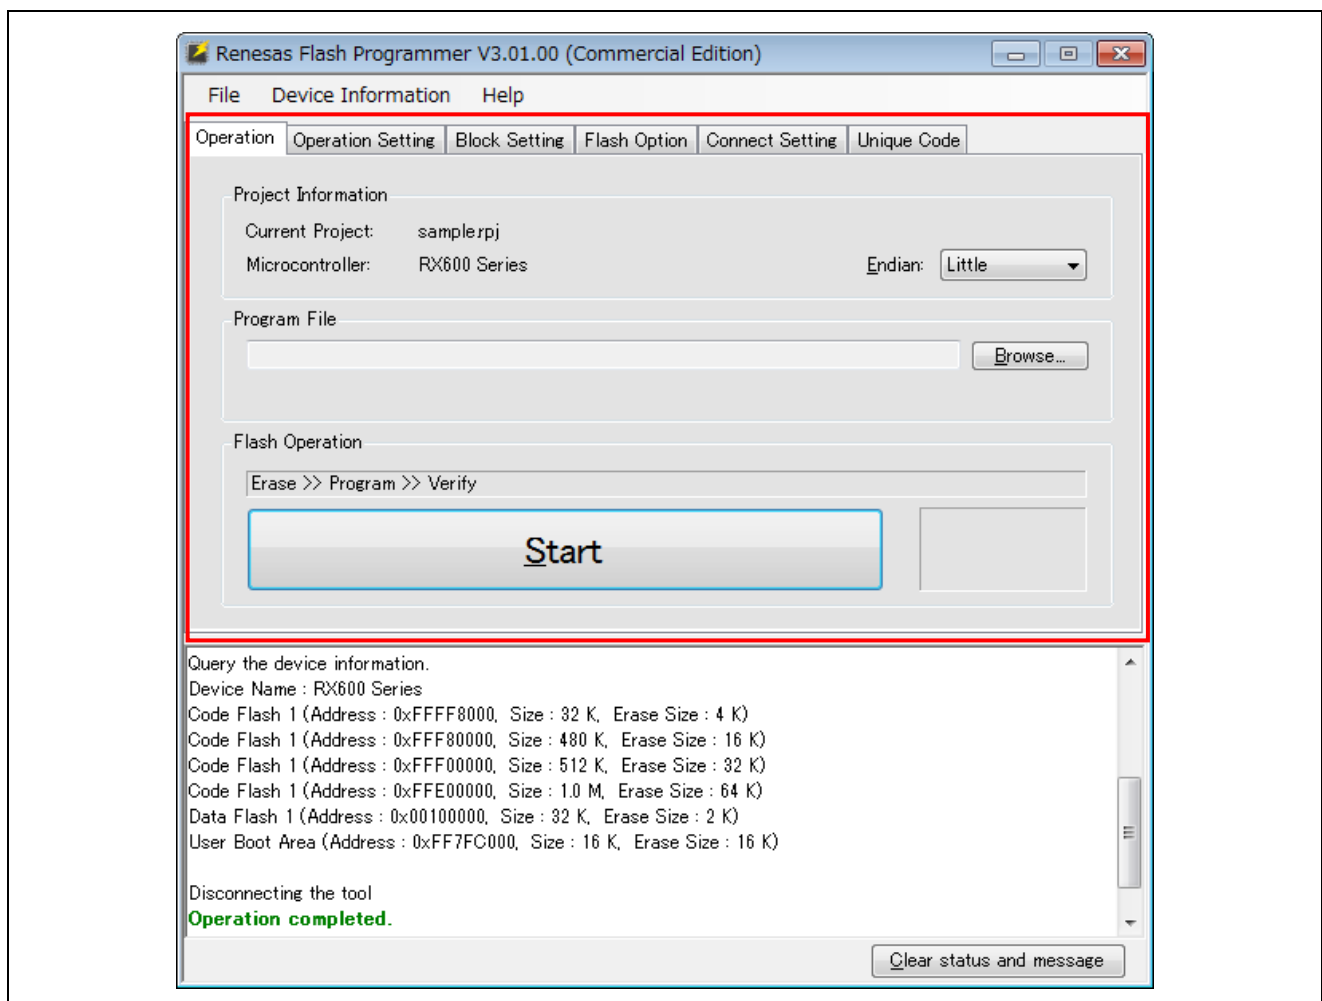 Renesas Flash Programmer V3.01.00 (Commercial Edition)
File Device Information Help
Operation Operation Setting Block Setting Flash Option Connect Setting Unique Code
Project Information
Current Project: sample.rpj
Microcontroller: RX600 Series Endian: Little
Program File
Browse...
Flash Operation
Erase >> Program >> Verify
Start
Query the device information.
Device Name : RX600 Series
Code Flash 1 (Address : 0xFFFF8000, Size : 32 K, Erase Size : 4 K)
Code Flash 1 (Address : 0xFFF80000, Size : 480 K, Erase Size : 16 K)
Code Flash 1 (Address : 0xFFF00000, Size : 512 K, Erase Size : 32 K)
Code Flash 1 (Address : 0xFFE00000, Size : 1.0 M, Erase Size : 64 K)
Data Flash 1 (Address : 0x00100000, Size : 32 K, Erase Size : 2 K)
User Boot Area (Address : 0xFF7FC000, Size : 16 K, Erase Size : 16 K)
Disconnecting the tool
Operation completed.
Clear status and message